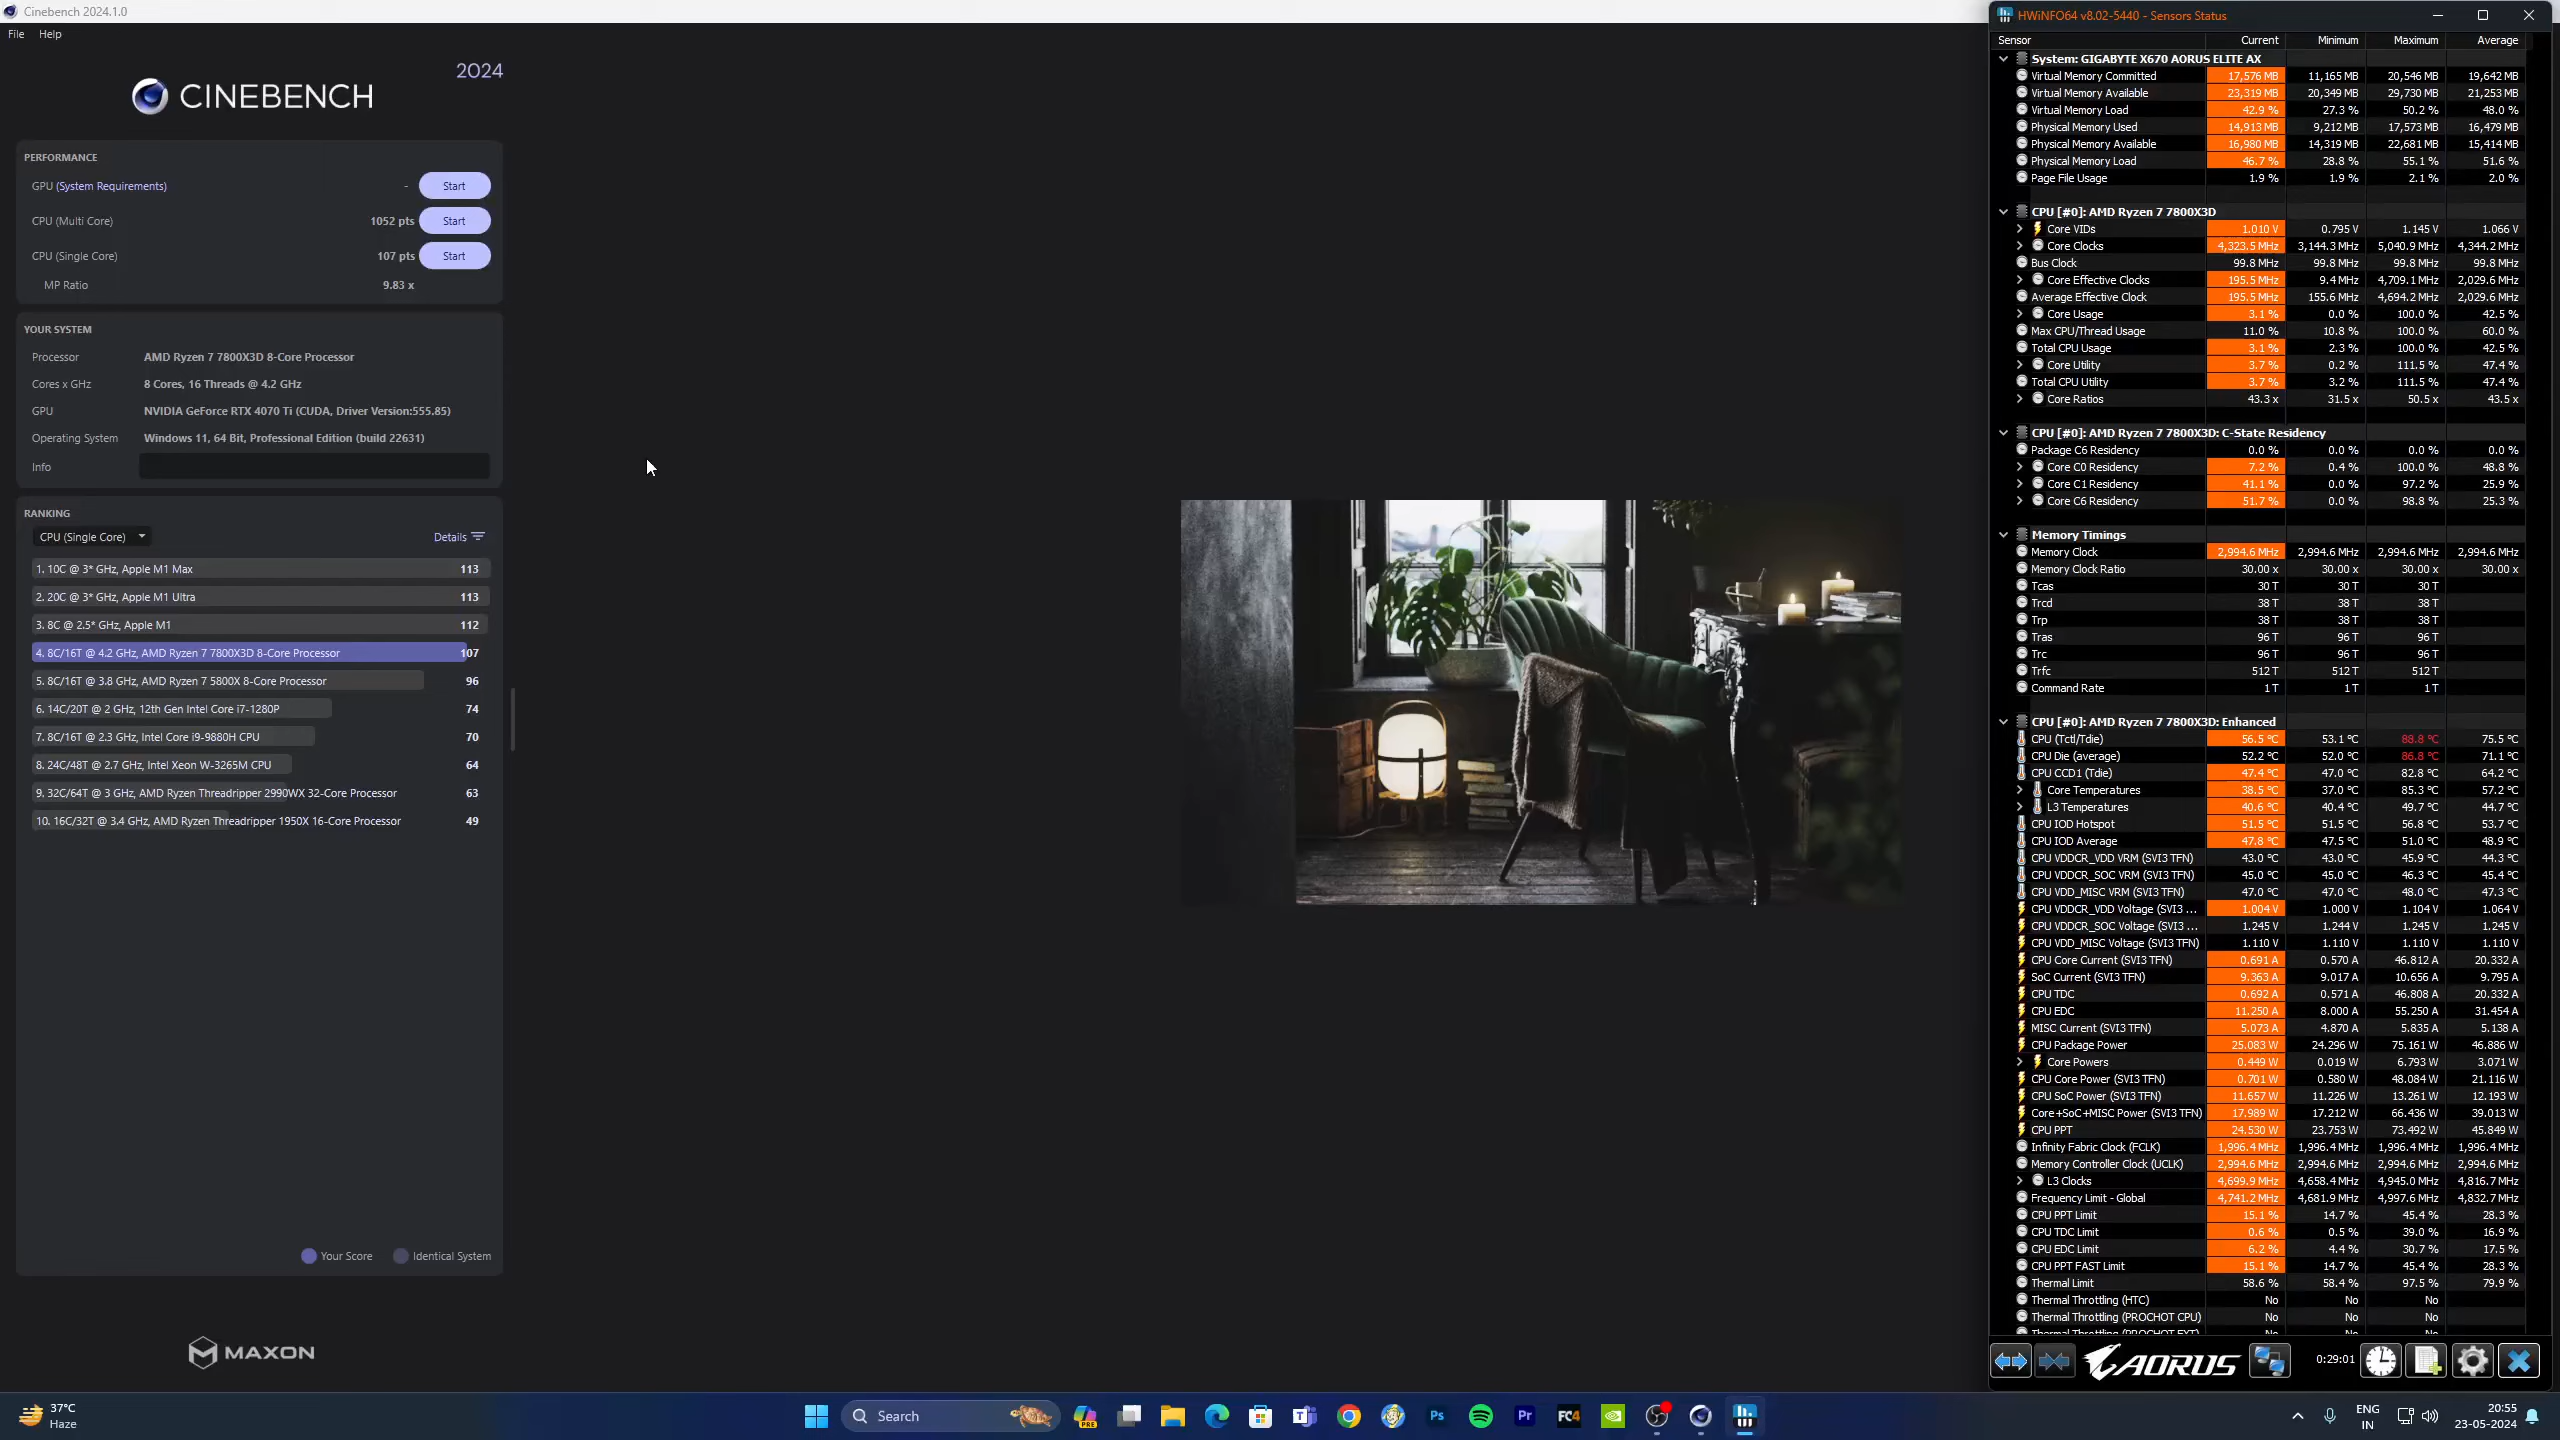 Cinebench 2024.1.0
File Help
2024
CINEBENCH
PERFORMANCE
GPU (System Requirements) - Start
CPU (Multi Core) 1052 pts Start
CPU (Single Core) 107 pts Start
MP Ratio 9.83 x
YOUR SYSTEM
Processor AMD Ryzen 7 7800X3D 8-Core Processor
Cores x GHz 8 Cores, 16 Threads @ 4.2 GHz
GPU NVIDIA GeForce RTX 4070 Ti (CUDA, Driver Version:555.85)
Operating System Windows 11, 64 Bit, Professional Edition (build 22631)
Info
RANKING
CPU (Single Core) Details
1. 10C @ 3* GHz, Apple M1 Max 113
2. 20C @ 3* GHz, Apple M1 Ultra 113
3. 8C @ 2.5* GHz, Apple M1 112
4. 8C/16T @ 4.2 GHz, AMD Ryzen 7 7800X3D 8-Core Processor 107
5. 8C/16T @ 3.8 GHz, AMD Ryzen 7 5800X 8-Core Processor 96
6. 14C/20T @ 2 GHz, 12th Gen Intel Core i7-1280P 74
7. 8C/16T @ 2.3 GHz, Intel Core i9-9880H CPU 70
8. 24C/48T @ 2.7 GHz, Intel Xeon W-3265M CPU 64
9. 32C/64T @ 3 GHz, AMD Ryzen Threadripper 2990WX 32-Core Processor 63
10. 16C/32T @ 3.4 GHz, AMD Ryzen Threadripper 1950X 16-Core Processor 49
Your Score Identical System
MAXON
HWiNFO64 v8.02-5440 - Sensors Status
Sensor Current Minimum Maximum Average
System: GIGABYTE X670 AORUS ELITE AX
Virtual Memory Committed 17,576 MB 11,165 MB 20,546 MB 19,642 MB
Virtual Memory Available 23,319 MB 20,349 MB 29,730 MB 21,253 MB
Virtual Memory Load 42.9 % 27.3 % 50.2 % 48.0 %
Physical Memory Used 14,913 MB 9,212 MB 17,573 MB 16,479 MB
Physical Memory Available 16,980 MB 14,319 MB 22,681 MB 15,414 MB
Physical Memory Load 46.7 % 28.8 % 55.1 % 51.6 %
Page File Usage 1.9 % 1.9 % 2.1 % 2.0 %
CPU [#0]: AMD Ryzen 7 7800X3D
Core VIDs 1.010 V 0.795 V 1.145 V 1.066 V
Core Clocks 4,323.5 MHz 3,144.3 MHz 5,040.9 MHz 4,344.2 MHz
Bus Clock 99.8 MHz 99.8 MHz 99.8 MHz 99.8 MHz
Core Effective Clocks 195.5 MHz 9.4 MHz 4,709.1 MHz 2,029.6 MHz
Average Effective Clock 195.5 MHz 155.6 MHz 4,694.2 MHz 2,029.6 MHz
Core Usage 3.1 % 0.0 % 100.0 % 42.5 %
Max CPU/Thread Usage 11.0 % 10.8 % 100.0 % 60.0 %
Total CPU Usage 3.1 % 2.3 % 100.0 % 42.5 %
Core Utility 3.7 % 0.2 % 111.5 % 47.4 %
Total CPU Utility 3.7 % 3.2 % 111.5 % 47.4 %
Core Ratios 43.3 x 31.5 x 50.5 x 43.5 x
CPU [#0]: AMD Ryzen 7 7800X3D: C-State Residency
Package C6 Residency 0.0 % 0.0 % 0.0 % 0.0 %
Core C0 Residency 7.2 % 0.4 % 100.0 % 48.8 %
Core C1 Residency 41.1 % 0.0 % 97.2 % 25.9 %
Core C6 Residency 51.7 % 0.0 % 98.8 % 25.3 %
Memory Timings
Memory Clock 2,994.6 MHz 2,994.6 MHz 2,994.6 MHz 2,994.6 MHz
Memory Clock Ratio 30.00 x 30.00 x 30.00 x 30.00 x
Tcas 30 T 30 T 30 T
Trcd 38 T 38 T 38 T
Trp 38 T 38 T 38 T
Tras 96 T 96 T 96 T
Trc 96 T 96 T 96 T
Trfc 512 T 512 T 512 T
Command Rate 1 T 1 T 1 T
CPU [#0]: AMD Ryzen 7 7800X3D: Enhanced
CPU (Tctl/Tdie) 56.5 °C 53.1 °C 88.8 °C 75.5 °C
CPU Die (average) 52.2 °C 52.0 °C 86.8 °C 71.1 °C
CPU CCD1 (Tdie) 47.4 °C 47.0 °C 82.8 °C 64.2 °C
Core Temperatures 38.5 °C 37.0 °C 85.3 °C 57.2 °C
L3 Temperatures 40.6 °C 40.4 °C 49.7 °C 44.7 °C
CPU IOD Hotspot 51.5 °C 51.5 °C 56.8 °C 53.7 °C
CPU IOD Average 47.8 °C 47.5 °C 51.0 °C 48.9 °C
CPU VDDCR_VDD VRM (SVI3 TFN) 43.0 °C 43.0 °C 45.9 °C 44.3 °C
CPU VDDCR_SOC VRM (SVI3 TFN) 45.0 °C 45.0 °C 46.3 °C 45.4 °C
CPU VDD_MISC VRM (SVI3 TFN) 47.0 °C 47.0 °C 48.0 °C 47.3 °C
CPU VDDCR_VDD Voltage (SVI3 ... 1.004 V 1.000 V 1.104 V 1.064 V
CPU VDDCR_SOC Voltage (SVI3 ... 1.245 V 1.244 V 1.245 V 1.245 V
CPU VDD_MISC Voltage (SVI3 TFN) 1.110 V 1.110 V 1.110 V 1.110 V
CPU Core Current (SVI3 TFN) 0.691 A 0.570 A 46.812 A 20.332 A
SoC Current (SVI3 TFN) 9.363 A 9.017 A 10.656 A 9.795 A
CPU TDC 0.692 A 0.571 A 46.808 A 20.332 A
CPU EDC 11.250 A 8.000 A 55.250 A 31.454 A
MISC Current (SVI3 TFN) 5.073 A 4.870 A 5.835 A 5.138 A
CPU Package Power 25.083 W 24.296 W 75.161 W 46.886 W
Core Powers 0.449 W 0.019 W 6.793 W 3.071 W
CPU Core Power (SVI3 TFN) 0.701 W 0.580 W 48.084 W 21.116 W
CPU SoC Power (SVI3 TFN) 11.657 W 11.226 W 13.261 W 12.193 W
Core+SoC+MISC Power (SVI3 TFN) 17.989 W 17.212 W 66.436 W 39.013 W
CPU PPT 24.530 W 23.753 W 73.492 W 45.849 W
Infinity Fabric Clock (FCLK) 1,996.4 MHz 1,996.4 MHz 1,996.4 MHz 1,996.4 MHz
Memory Controller Clock (UCLK) 2,994.6 MHz 2,994.6 MHz 2,994.6 MHz 2,994.6 MHz
L3 Clocks 4,699.9 MHz 4,658.4 MHz 4,945.0 MHz 4,816.7 MHz
Frequency Limit - Global 4,741.2 MHz 4,681.9 MHz 4,997.6 MHz 4,832.7 MHz
CPU PPT Limit 15.1 % 14.7 % 45.4 % 28.3 %
CPU TDC Limit 0.6 % 0.5 % 39.0 % 16.9 %
CPU EDC Limit 6.2 % 4.4 % 30.7 % 17.5 %
CPU PPT FAST Limit 15.1 % 14.7 % 45.4 % 28.3 %
Thermal Limit 58.6 % 58.4 % 97.5 % 79.9 %
Thermal Throttling (HTC) No No No
Thermal Throttling (PROCHOT CPU) No No No
Thermal Throttling (PROCHOT EXT) No No No
AORUS 0:29:01
37°C
Haze
Search
PRE
Ps
Pr
FC4
ENG
IN
20:55
23-05-2024